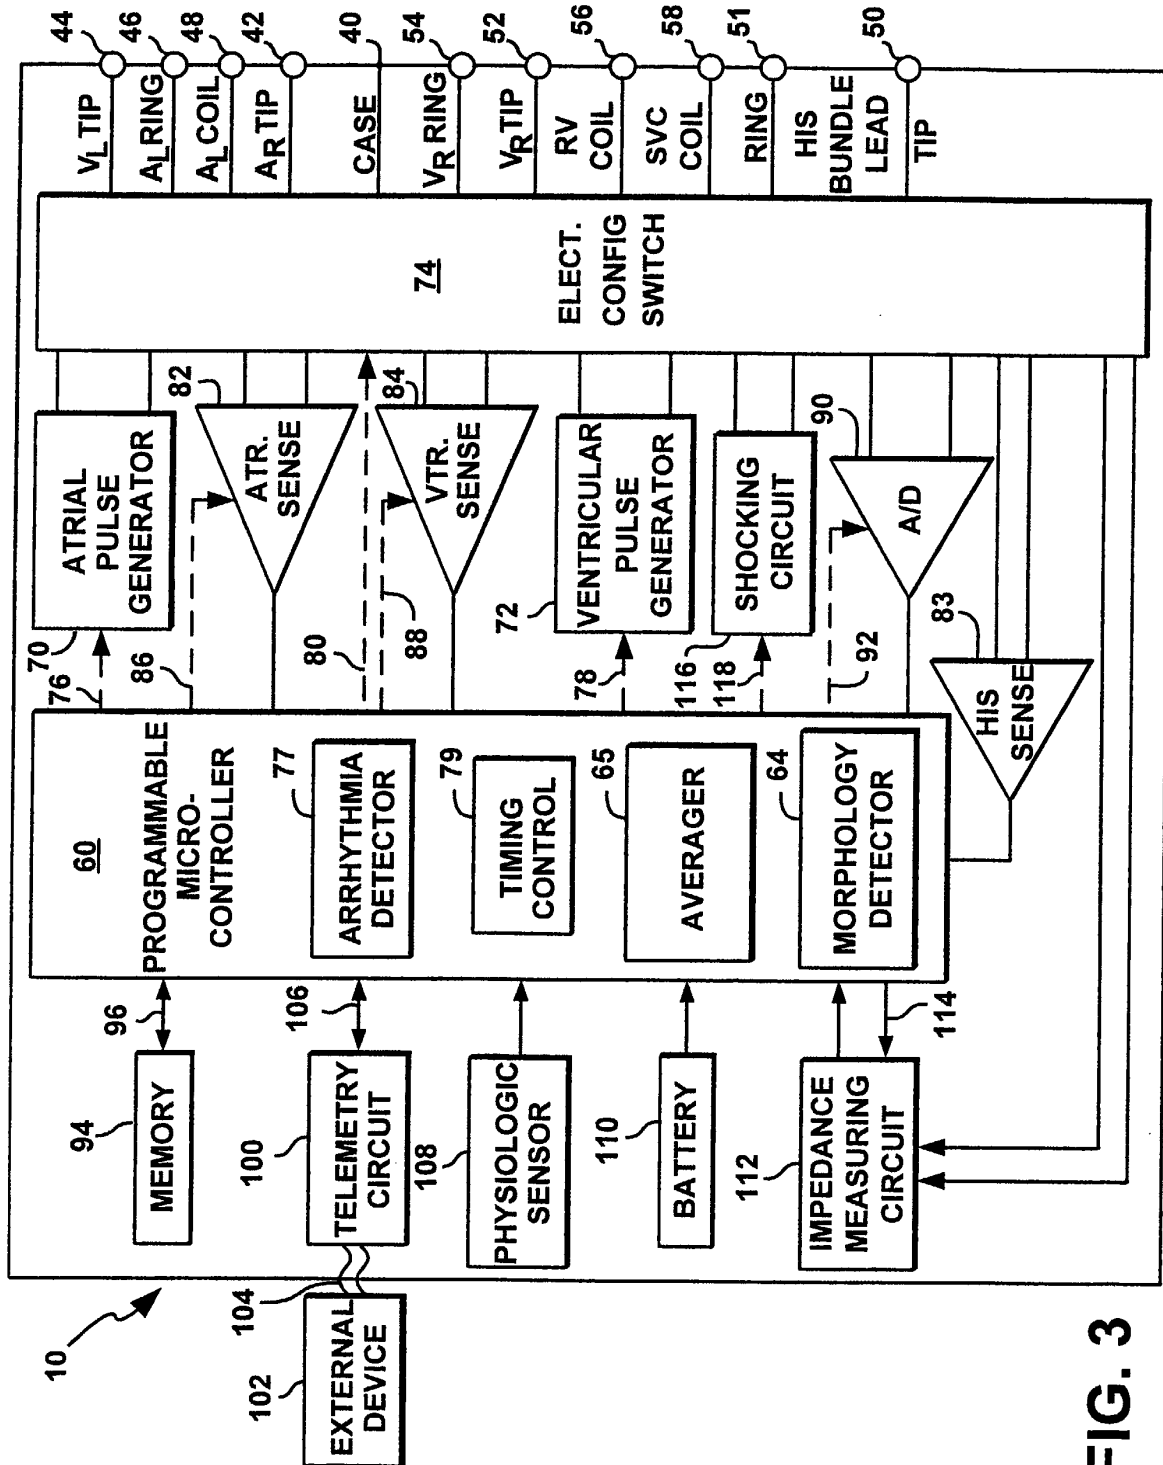 10
102
EXTERNAL
DEVICE
104
94
MEMORY
96
100
TELEMETRY
CIRCUIT
106
108
PHYSIOLOGIC
SENSOR
110
BATTERY
112
IMPEDANCE
MEASURING
CIRCUIT
114
60
PROGRAMMABLE
MICRO-
CONTROLLER
77
ARRHYTHMIA
DETECTOR
79
TIMING
CONTROL
65
AVERAGER
64
MORPHOLOGY
DETECTOR
70
76
ATRIAL
PULSE
GENERATOR
86
82
ATR.
SENSE
80
88
84
VTR.
SENSE
72
78
VENTRICULAR
PULSE
GENERATOR
116
118
SHOCKING
CIRCUIT
92
90
A/D
83
HIS
SENSE
74
ELECT.
CONFIG
SWITCH
VL TIP
44
AL RING
46
AL COIL
48
AR TIP
42
CASE
40
VR RING
54
VR TIP
52
RV
COIL
56
SVC
COIL
58
RING
51
HIS
BUNDLE
LEAD
TIP
50
FIG. 3